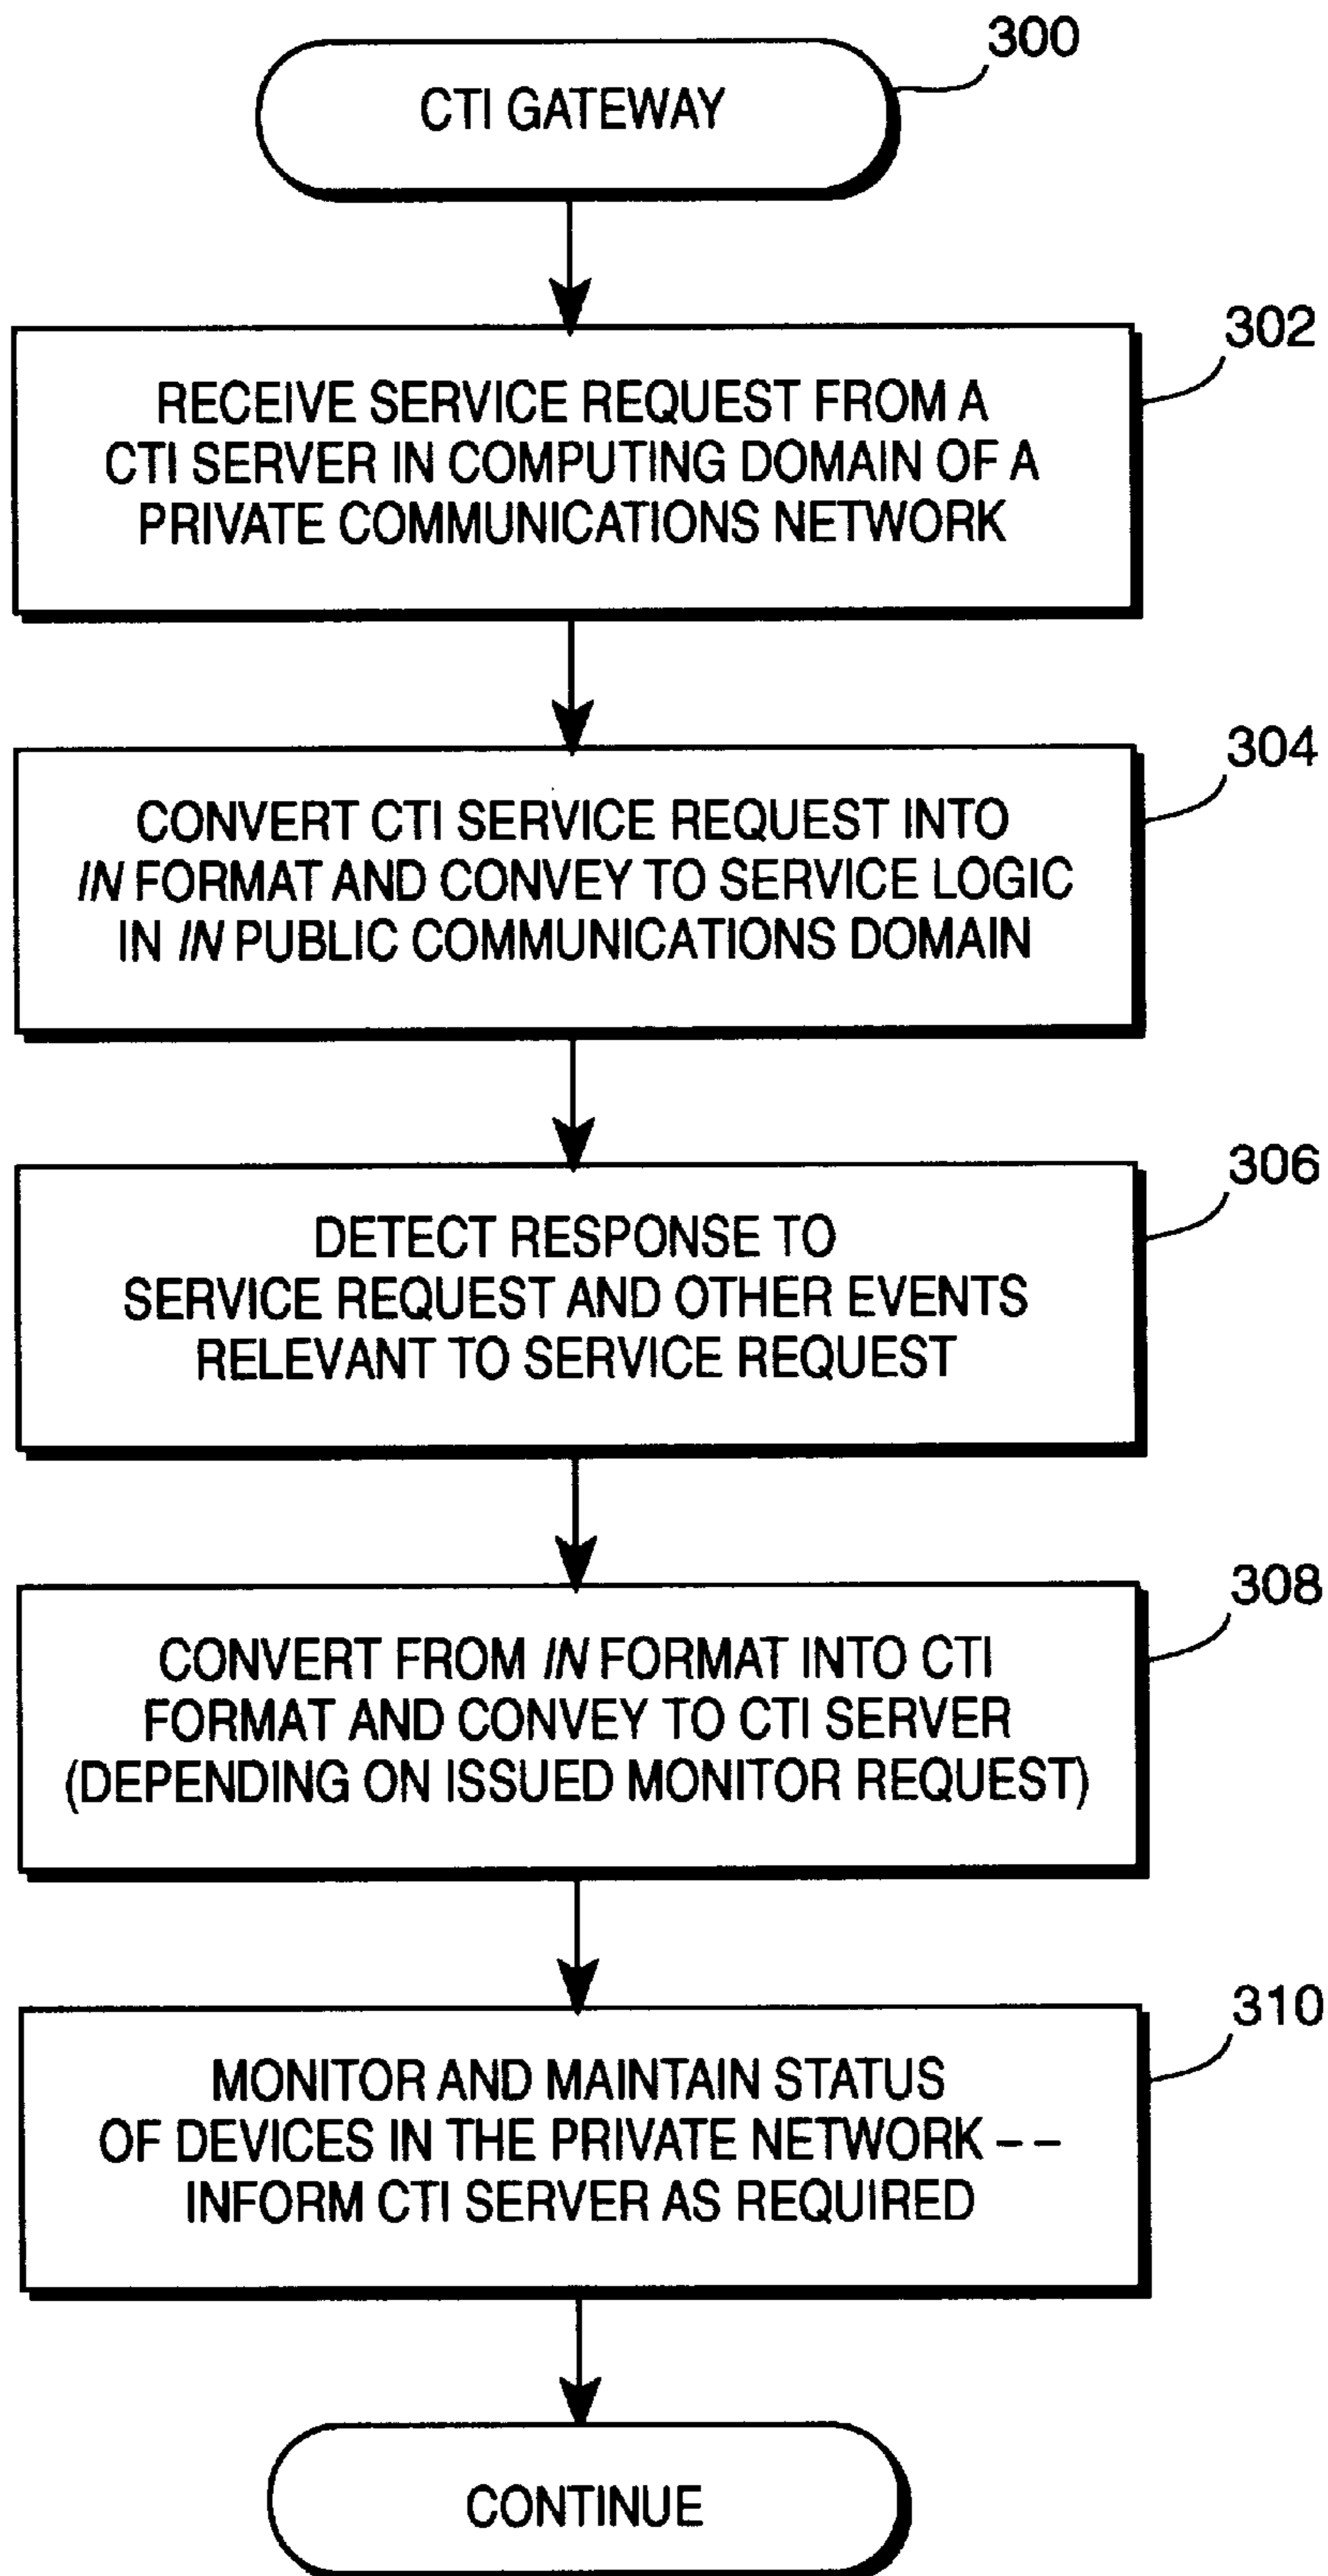 300
CTI GATEWAY
302
RECEIVE SERVICE REQUEST FROM A
CTI SERVER IN COMPUTING DOMAIN OF A
PRIVATE COMMUNICATIONS NETWORK
304
CONVERT CTI SERVICE REQUEST INTO
IN FORMAT AND CONVEY TO SERVICE LOGIC
IN IN PUBLIC COMMUNICATIONS DOMAIN
306
DETECT RESPONSE TO
SERVICE REQUEST AND OTHER EVENTS
RELEVANT TO SERVICE REQUEST
308
CONVERT FROM IN FORMAT INTO CTI
FORMAT AND CONVEY TO CTI SERVER
(DEPENDING ON ISSUED MONITOR REQUEST)
310
MONITOR AND MAINTAIN STATUS
OF DEVICES IN THE PRIVATE NETWORK --
INFORM CTI SERVER AS REQUIRED
CONTINUE